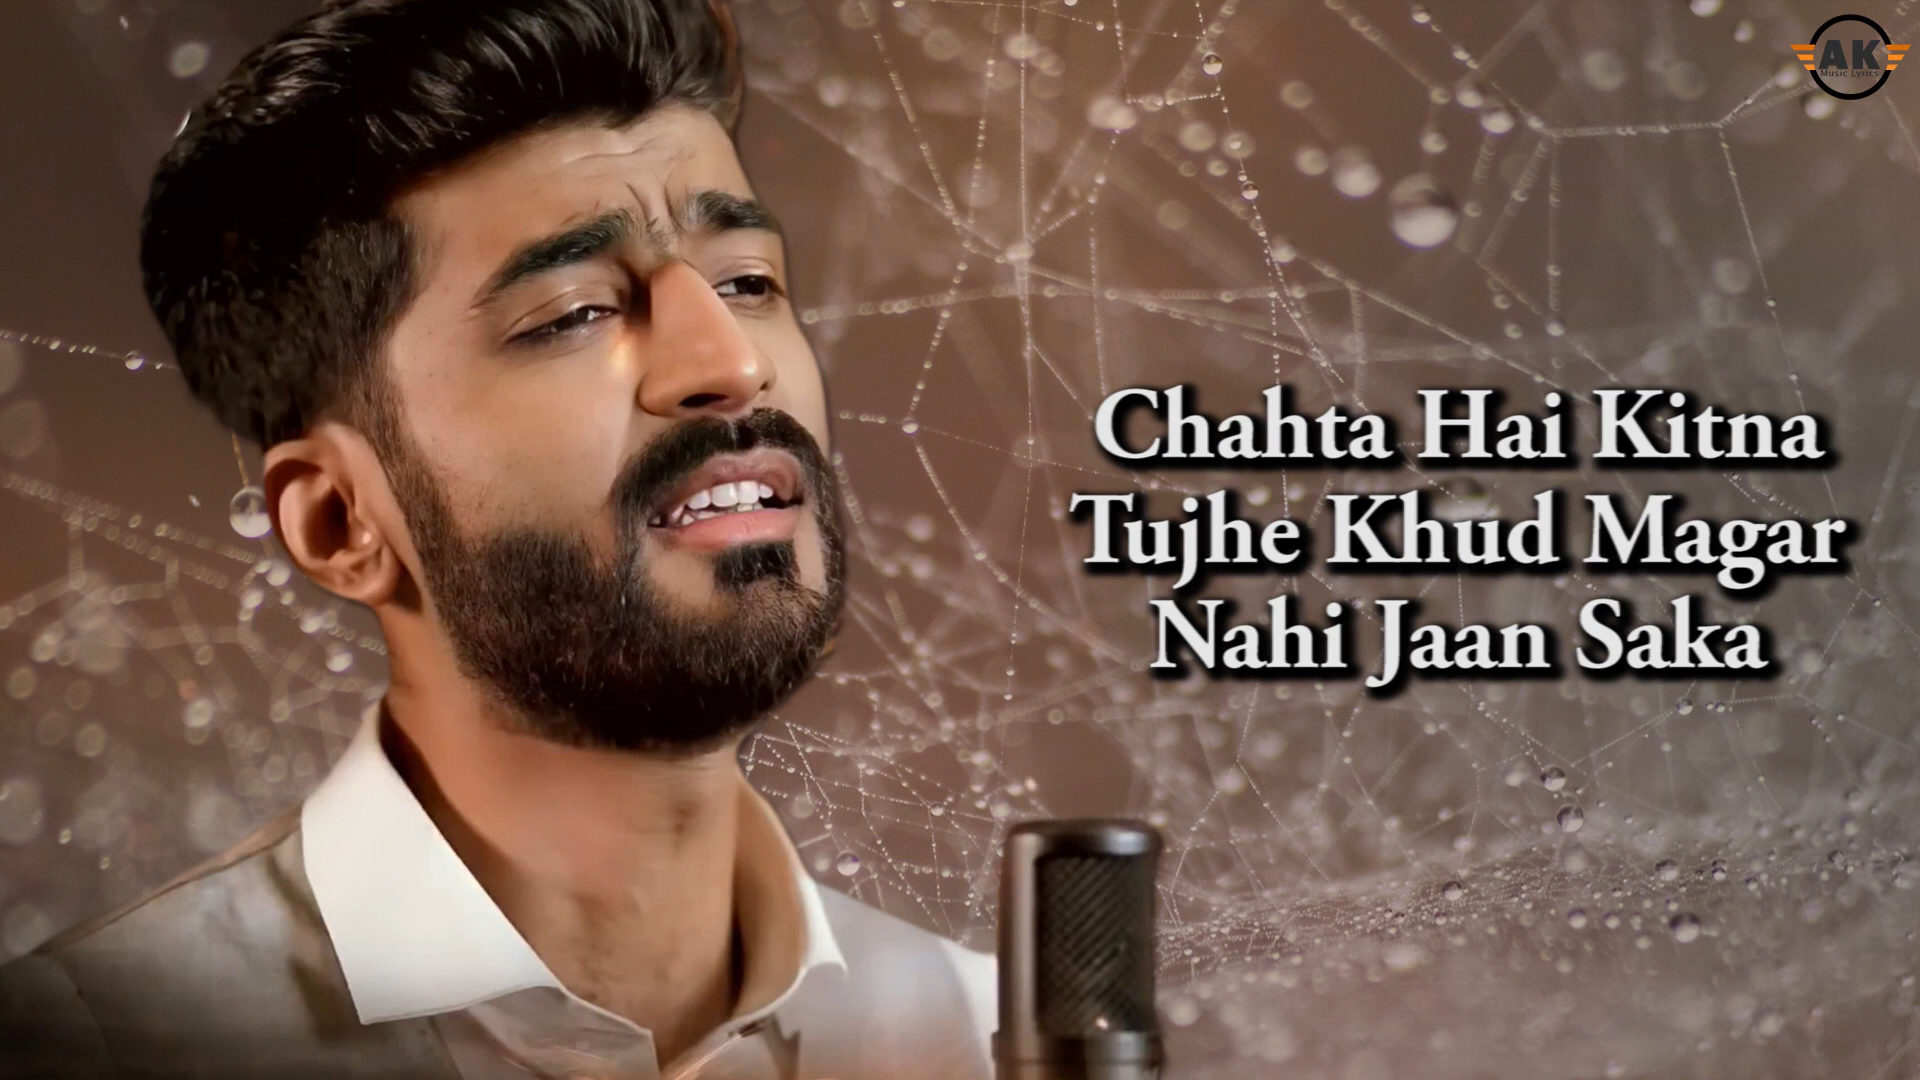 AK
Music Lyrics
Chahta Hai Kitna
Tujhe Khud Magar
Nahi Jaan Saka